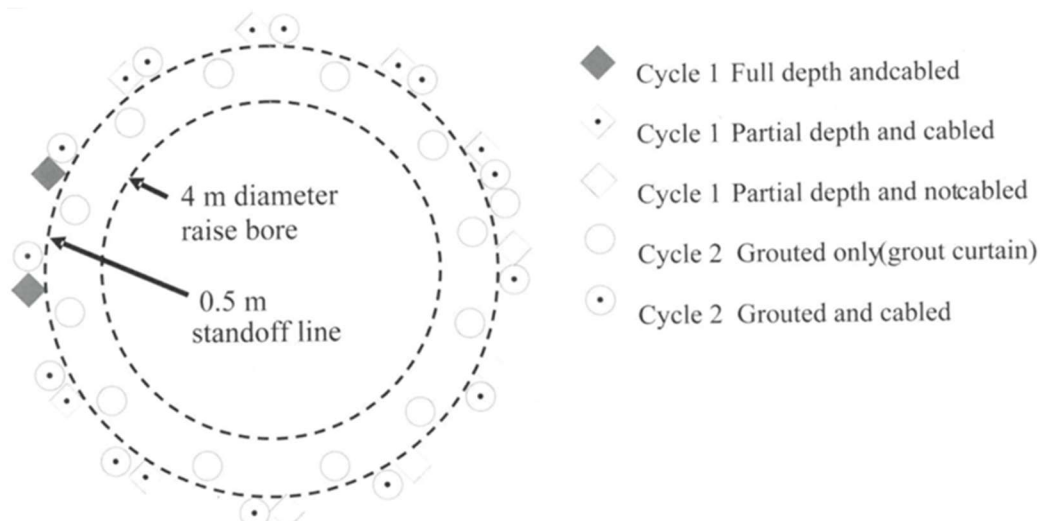 4 m diameter
raise bore
0.5 m
standoff line
Cycle 1 Full depth andcabled
Cycle 1 Partial depth and cabled
Cycle 1 Partial depth and notcabled
Cycle 2 Grouted only(grout curtain)
Cycle 2 Grouted and cabled